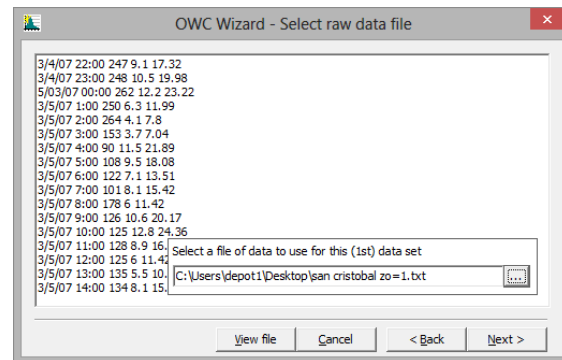 OWC Wizard - Select raw data file
3/4/07 22:00 247 9.1 17.32
3/4/07 23:00 248 10.5 19.98
5/03/07 00:00 262 12.2 23.22
3/5/07 1:00 250 6.3 11.99
3/5/07 2:00 264 4.1 7.8
3/5/07 3:00 153 3.7 7.04
3/5/07 4:00 90 11.5 21.89
3/5/07 5:00 108 9.5 18.08
3/5/07 6:00 122 7.1 13.51
3/5/07 7:00 101 8.1 15.42
3/5/07 8:00 178 6 11.42
3/5/07 9:00 126 10.6 20.17
3/5/07 10:00 125 12.8 24.36
3/5/07 11:00 128 8.9 16.
3/5/07 12:00 125 6 11.42
3/5/07 13:00 135 5.5 10.
3/5/07 14:00 134 8.1 15.
Select a file of data to use for this (1st) data set
C:\Users\depot1\Desktop\san cristobal zo=1.txt
...
View file
Cancel
< Back
Next >